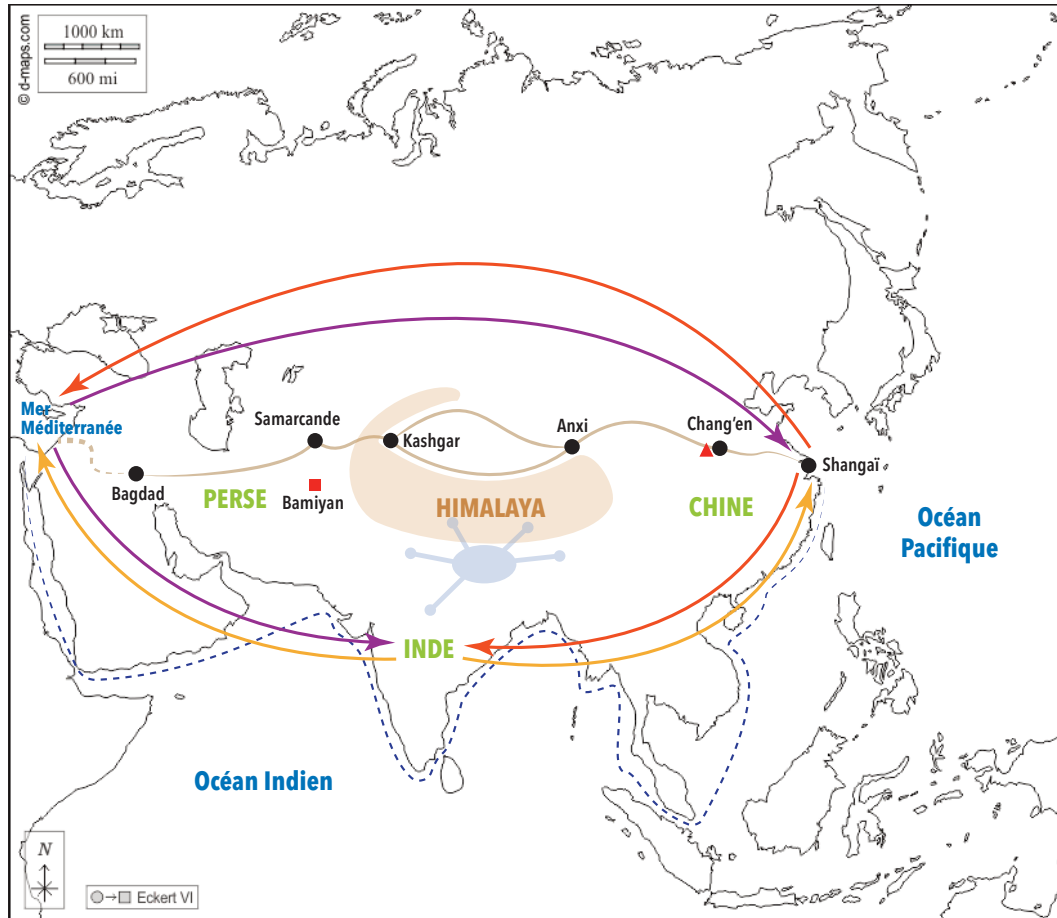 © d-maps.com
1000 km
600 mi
Mer
Méditerranée
Samarcande
Kashgar
Anxi
Chang'en
Shangaï
Bagdad
PERSE
Bamiyan
HIMALAYA
CHINE
Océan
Pacifique
INDE
Océan Indien
N
Eckert VI